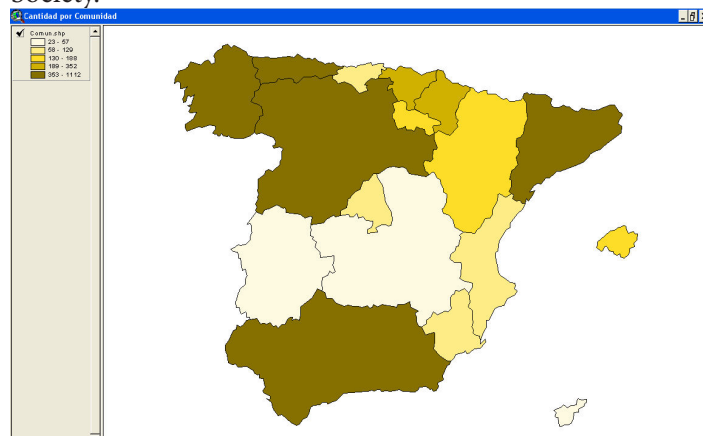 Society.
Cantidad por Comunidad
Comun.shp
23 - 57
58 - 129
130 - 188
189 - 352
353 - 1112